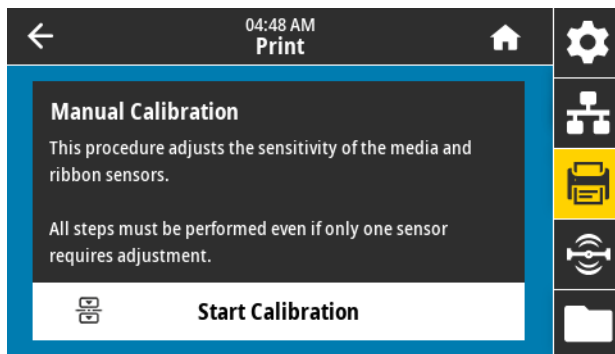 04:48 AM
Print
Manual Calibration
This procedure adjusts the sensitivity of the media and
ribbon sensors.
All steps must be performed even if only one sensor
requires adjustment.
Start Calibration